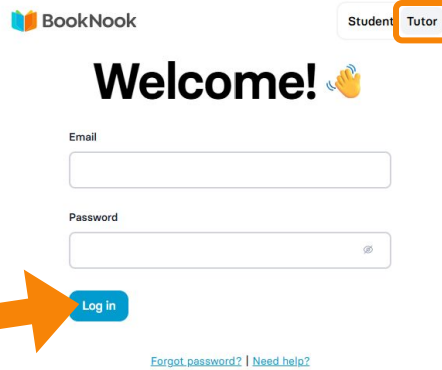 BookNook
Student Tutor
Welcome!
Email
Password
Log in
Forgot password? | Need help?